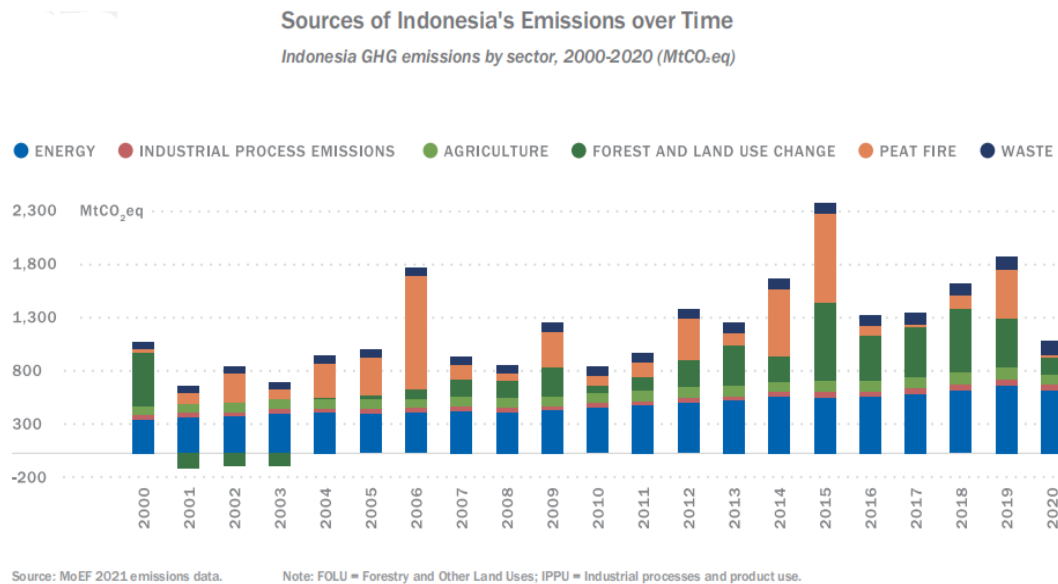 Sources of Indonesia's Emissions over Time
Indonesia GHG emissions by sector, 2000-2020 (MtCO₂eq)
ENERGY INDUSTRIAL PROCESS EMISSIONS AGRICULTURE FOREST AND LAND USE CHANGE PEAT FIRE WASTE
2,300 MtCO₂eq
1,800
1,300
800
300
-200
2000 2001 2002 2003 2004 2005 2006 2007 2008 2009 2010 2011 2012 2013 2014 2015 2016 2017 2018 2019 2020
Source: MoEF 2021 emissions data. Note: FOLU = Forestry and Other Land Uses; IPPU = Industrial processes and product use.